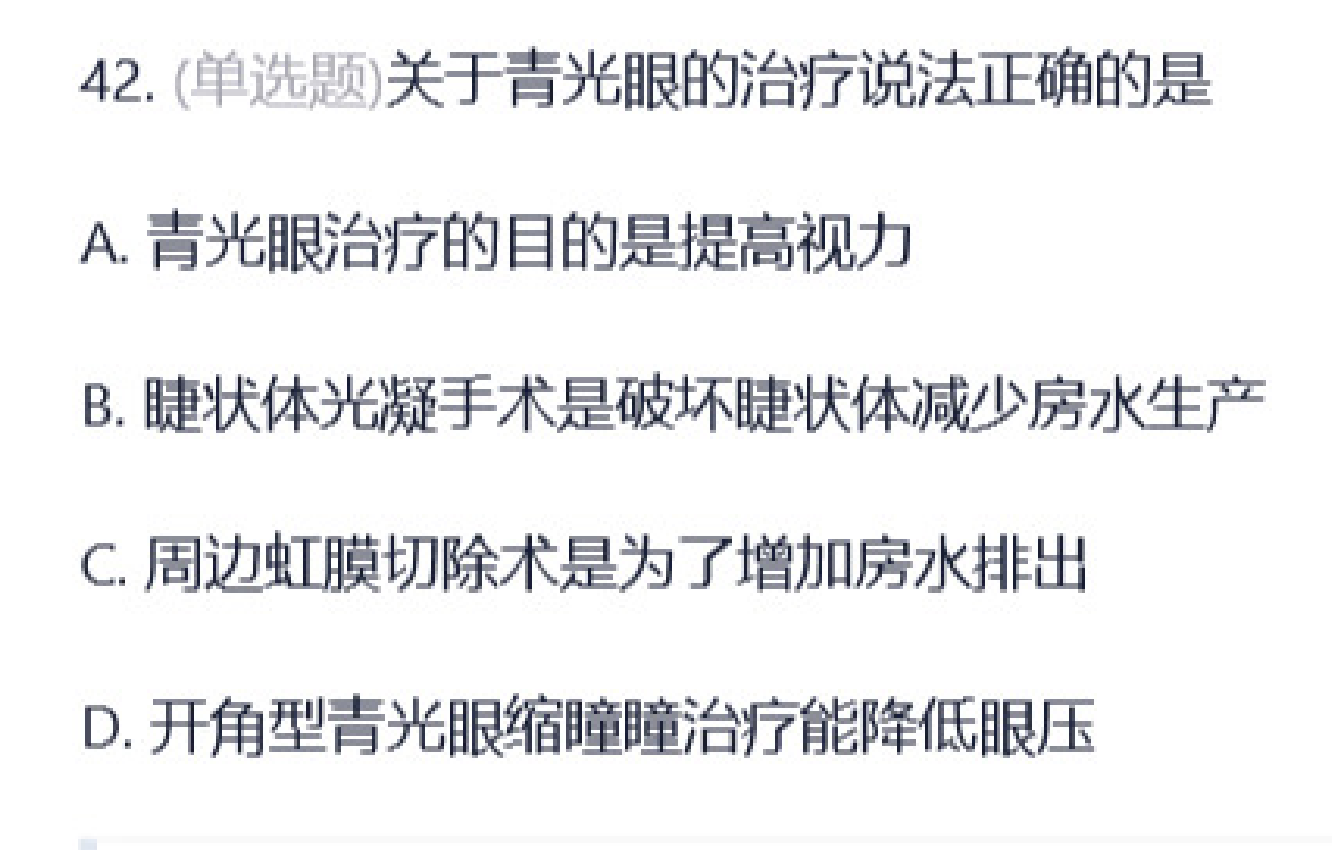 42. (单选题)关于青光眼的治疗说法正确的是
A. 青光眼治疗的目的是提高视力
B. 睫状体光凝手术是破坏睫状体减少房水生产
C. 周边虹膜切除术是为了增加房水排出
D. 开角型青光眼缩瞳瞳治疗能降低眼压